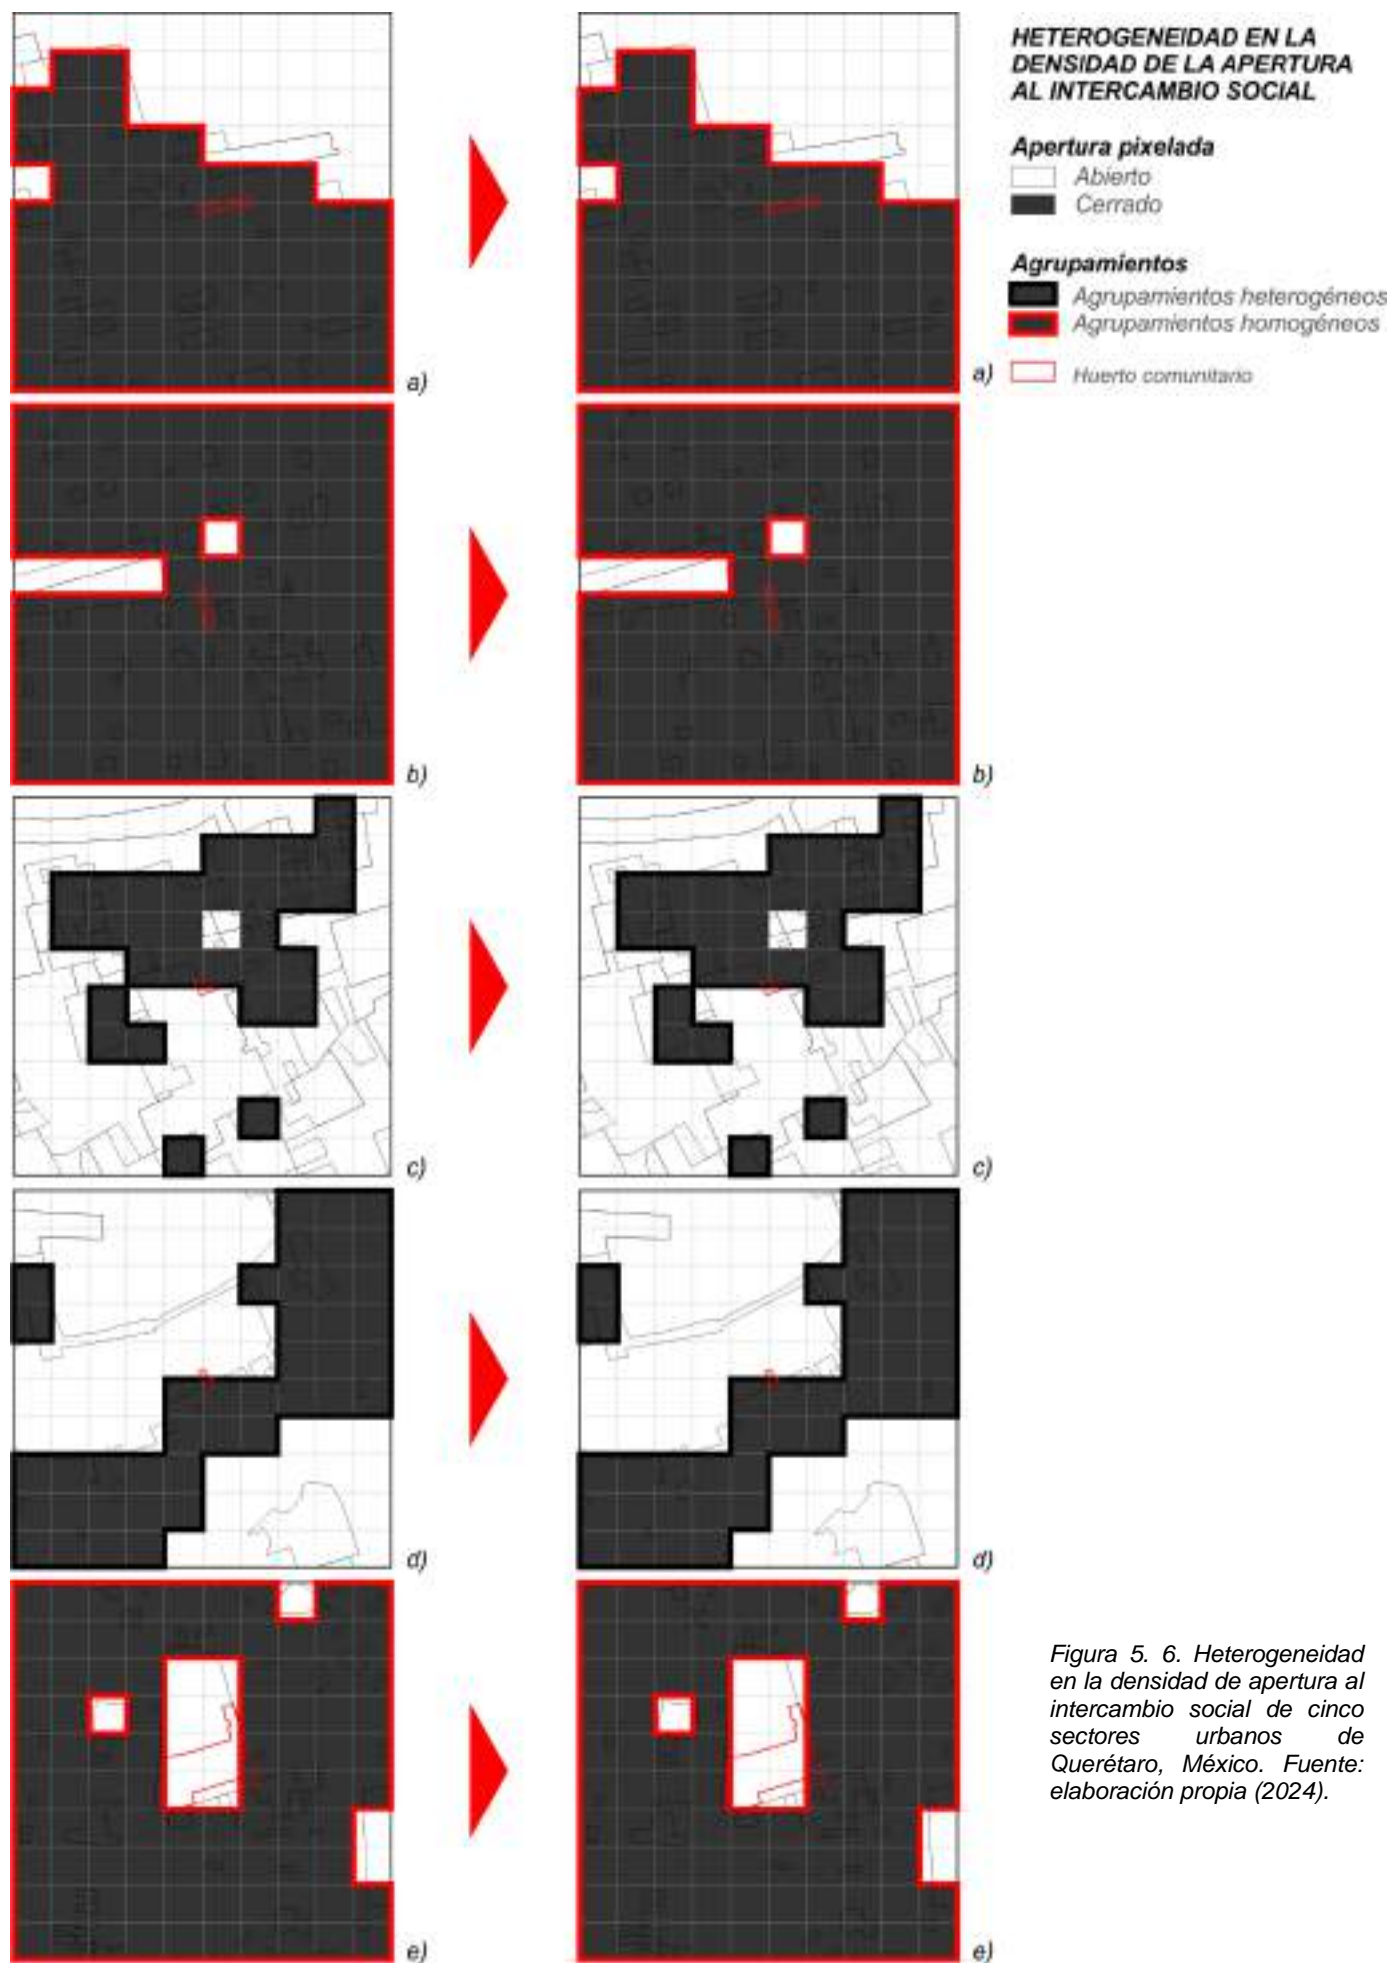 HETEROGENEIDAD EN LA
DENSIDAD DE LA APERTURA
AL INTERCAMBIO SOCIAL
Apertura pixelada
Abierto
Cerrado
Agrupamientos
Agrupamientos heterogéneos
Agrupamientos homogéneos
Huerto comunitario
a)
a)
b)
b)
c)
c)
d)
d)
e)
e)
Figura 5. 6. Heterogeneidad
en la densidad de apertura al
intercambio social de cinco
sectores urbanos de
Querétaro, México. Fuente:
elaboración propia (2024).